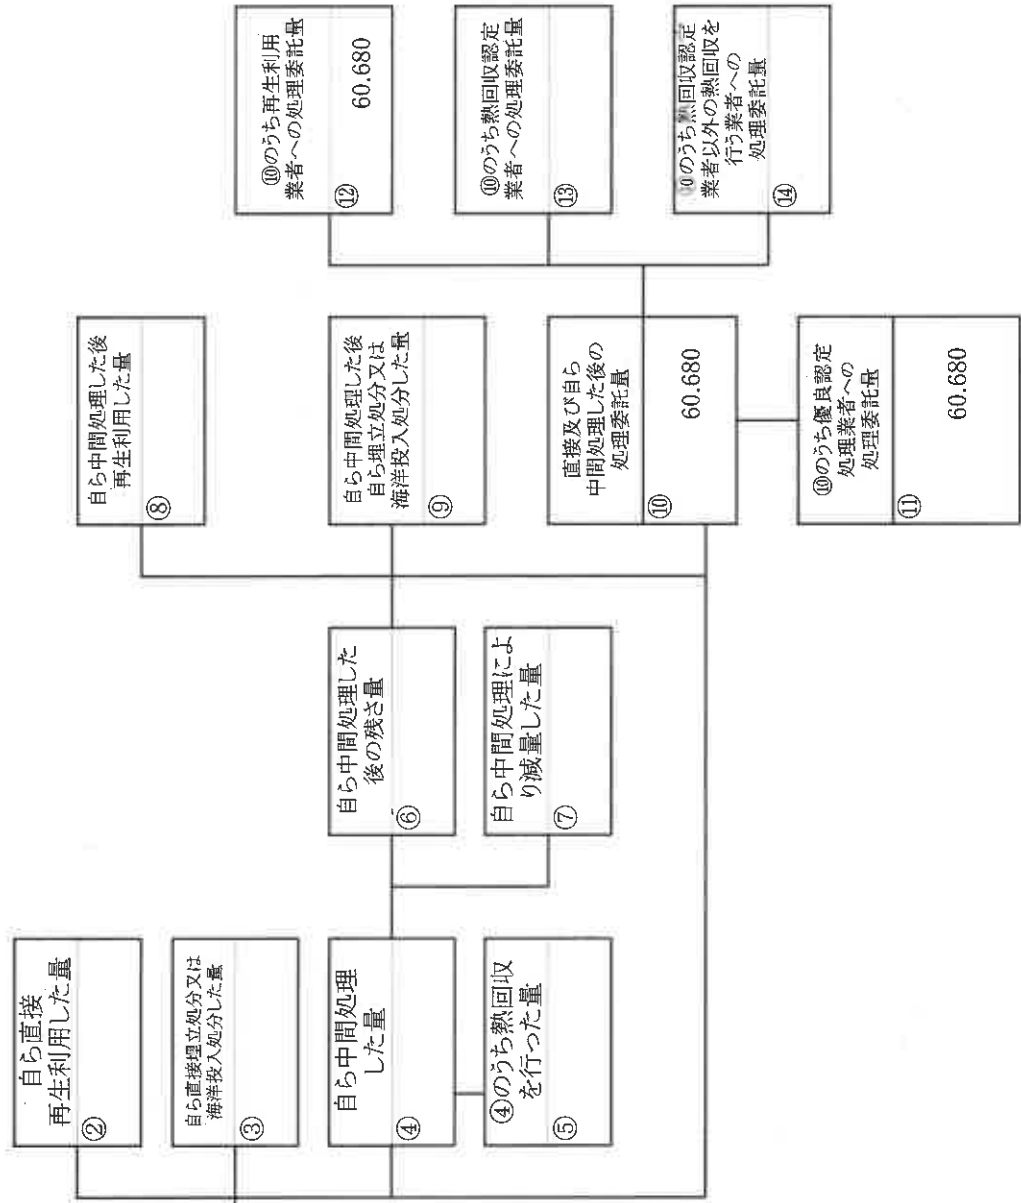 自ら直接
再生利用した量
②
自ら直接埋立処分又は
海洋投入処分した量
③
自ら中間処理
した量
④
④のうち熱回収
を行った量
⑤
自ら中間処理した
後の残さ量
⑥
自ら中間処理によ
り減量した量
⑦
自ら中間処理した後
再生利用した量
⑧
自ら中間処理した後
自ら埋立処分又は
海洋投入処分した量
⑨
直接及び自ら
中間処理した後の
処理委託量
⑩
60.680
⑩のうち優良認定
処理業者への
処理委託量
⑪
60.680
⑩のうち再生利用
業者への処理委託量
⑫
60.680
⑩のうち熱回収認定
業者への処理委託量
⑬
⑩のうち熱回収認定
業者以外の熱回収を
行う業者への
処理委託量
⑭